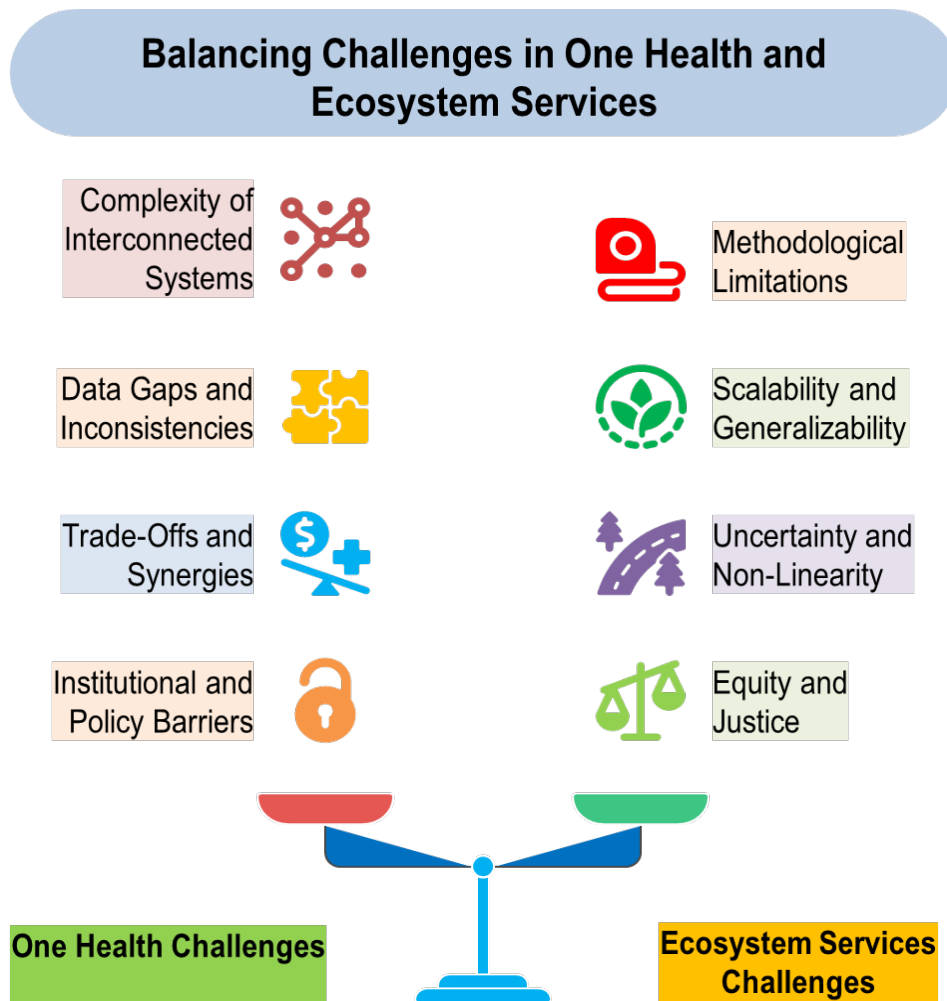 Balancing Challenges in One Health and
Ecosystem Services
Complexity of
Interconnected
Systems
Data Gaps and
Inconsistencies
Trade-Offs and
Synergies
$
Institutional and
Policy Barriers
Methodological
Limitations
Scalability and
Generalizability
Uncertainty and
Non-Linearity
Equity and
Justice
One Health Challenges
Ecosystem Services
Challenges